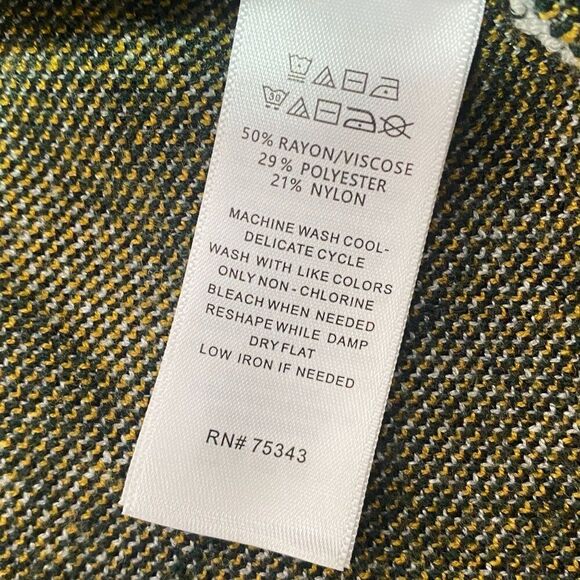 30
50% RAYON/VISCOSE
29% POLYESTER
21% NYLON
MACHINE WASH COOL-
DELICATE CYCLE
WASH WITH LIKE COLORS
ONLY NON - CHLORINE
BLEACH WHEN NEEDED
RESHAPE WHILE DAMP
DRY FLAT
LOW IRON IF NEEDED
RN# 75343